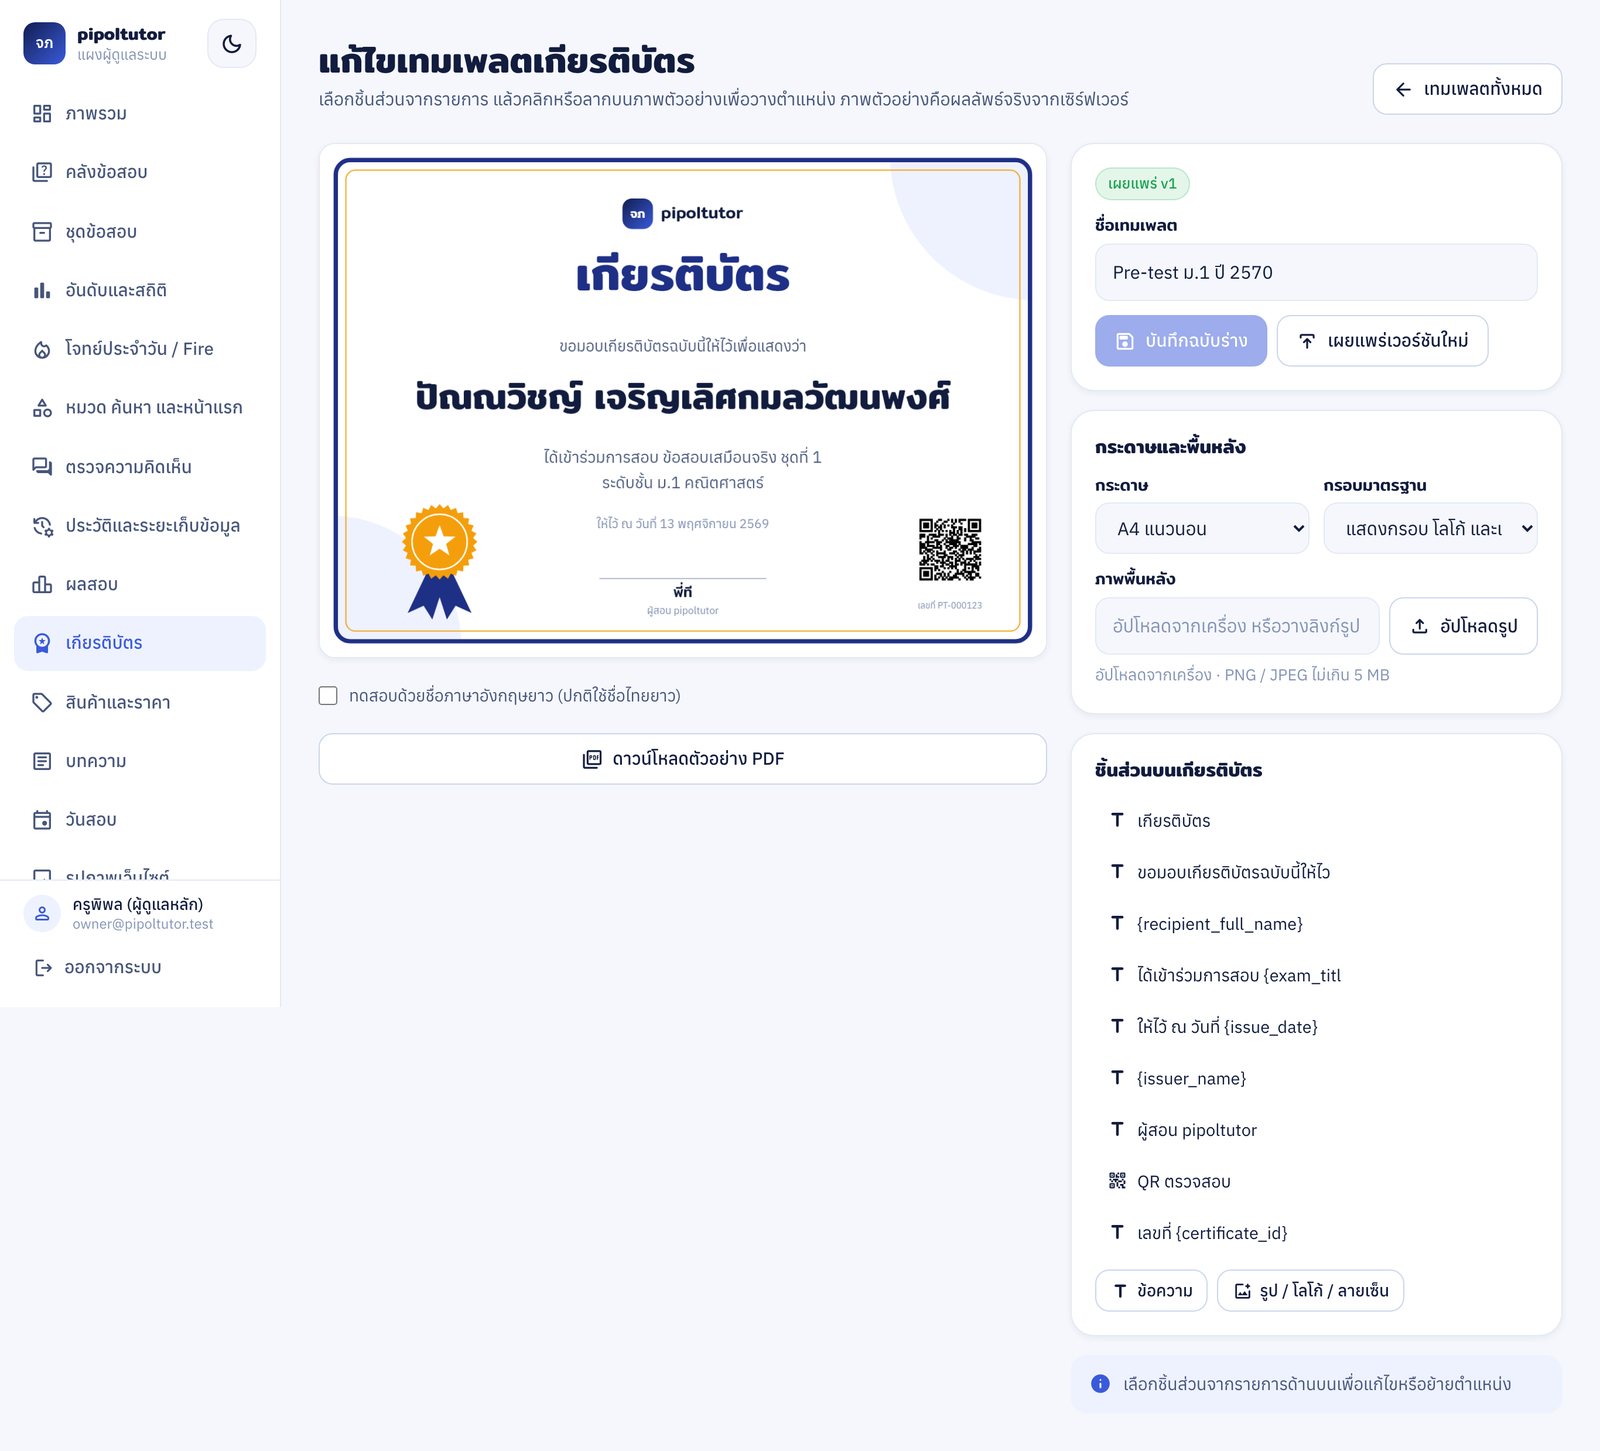 จภ
pipoltutor
แผงผู้ดูแลระบบ
ภาพรวม
คลังข้อสอบ
ชุดข้อสอบ
อันดับและสถิติ
โจทย์ประจำวัน / Fire
หมวด ค้นหา และหน้าแรก
ตรวจความคิดเห็น
ประวัติและระยะเก็บข้อมูล
ผลสอบ
เกียรติบัตร
สินค้าและราคา
บทความ
วันสอบ
รูปภาพเว็บไซต์
ครูพิพล (ผู้ดูแลหลัก)
owner@pipoltutor.test
ออกจากระบบ
แก้ไขเทมเพลตเกียรติบัตร
เลือกชิ้นส่วนจากรายการ แล้วคลิกหรือลากบนภาพตัวอย่างเพื่อวางตำแหน่ง ภาพตัวอย่างคือผลลัพธ์จริงจากเซิร์ฟเวอร์
เทมเพลตทั้งหมด
จภ pipoltutor
เกียรติบัตร
ขอมอบเกียรติบัตรฉบับนี้ให้ไว้เพื่อแสดงว่า
ปัณณวิชญ์ เจริญเลิศกมลวัฒนพงศ์
ได้เข้าร่วมการสอบ ข้อสอบเสมือนจริง ชุดที่ 1
ระดับชั้น ม.1 คณิตศาสตร์
ให้ไว้ ณ วันที่ 13 พฤศจิกายน 2569
พี่ที
ผู้สอน pipoltutor
เลขที่ PT-000123
ทดสอบด้วยชื่อภาษาอังกฤษยาว (ปกติใช้ชื่อไทยยาว)
ดาวน์โหลดตัวอย่าง PDF
เผยแพร่ v1
ชื่อเทมเพลต
Pre-test ม.1 ปี 2570
บันทึกฉบับร่าง
เผยแพร่เวอร์ชันใหม่
กระดาษและพื้นหลัง
กระดาษ
กรอบมาตรฐาน
A4 แนวนอน
แสดงกรอบ โลโก้ และเ
ภาพพื้นหลัง
อัปโหลดจากเครื่อง หรือวางลิงก์รูป
อัปโหลดรูป
อัปโหลดจากเครื่อง · PNG / JPEG ไม่เกิน 5 MB
ชิ้นส่วนบนเกียรติบัตร
เกียรติบัตร
ขอมอบเกียรติบัตรฉบับนี้ให้ไว
{recipient_full_name}
ได้เข้าร่วมการสอบ {exam_titl
ให้ไว้ ณ วันที่ {issue_date}
{issuer_name}
ผู้สอน pipoltutor
QR ตรวจสอบ
เลขที่ {certificate_id}
ข้อความ
รูป / โลโก้ / ลายเซ็น
เลือกชิ้นส่วนจากรายการด้านบนเพื่อแก้ไขหรือย้ายตำแหน่ง